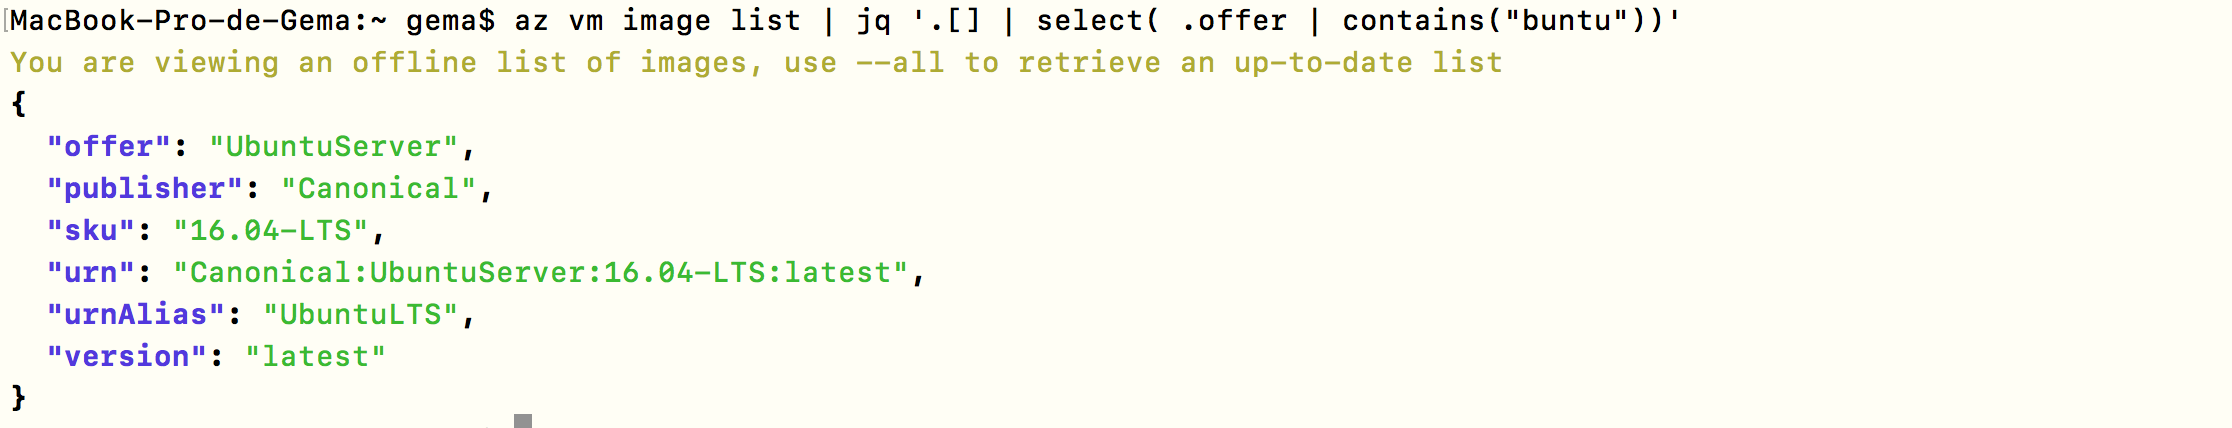 [MacBook-Pro-de-Gema:~ gema$ az vm image list | jq '.[] | select( .offer | contains("buntu"))'
You are viewing an offline list of images, use --all to retrieve an up-to-date list
{
  "offer": "UbuntuServer",
  "publisher": "Canonical",
  "sku": "16.04-LTS",
  "urn": "Canonical:UbuntuServer:16.04-LTS:latest",
  "urnAlias": "UbuntuLTS",
  "version": "latest"
}